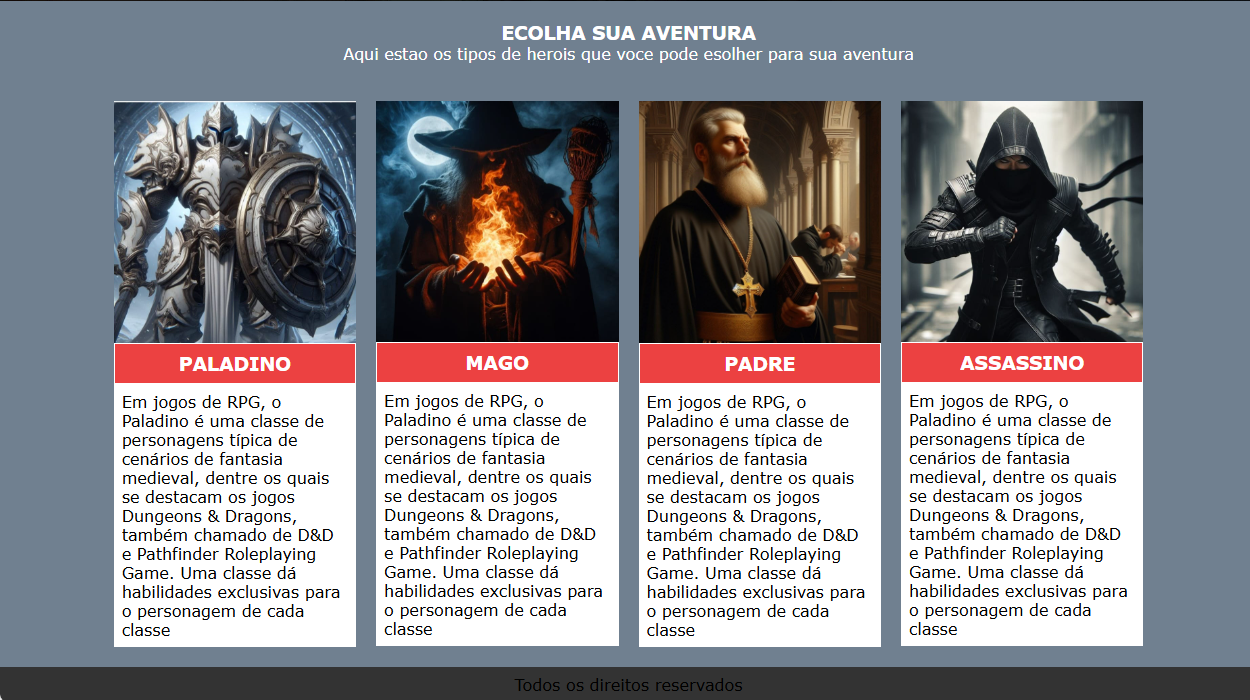 ECOLHA SUA AVENTURA
Aqui estao os tipos de herois que voce pode esolher para sua aventura
PALADINO
Em jogos de RPG, o
Paladino é uma classe de
personagens típica de
cenários de fantasia
medieval, dentre os quais
se destacam os jogos
Dungeons & Dragons,
também chamado de D&D
e Pathfinder Roleplaying
Game. Uma classe dá
habilidades exclusivas para
o personagem de cada
classe
MAGO
Em jogos de RPG, o
Paladino é uma classe de
personagens típica de
cenários de fantasia
medieval, dentre os quais
se destacam os jogos
Dungeons & Dragons,
também chamado de D&D
e Pathfinder Roleplaying
Game. Uma classe dá
habilidades exclusivas para
o personagem de cada
classe
PADRE
Em jogos de RPG, o
Paladino é uma classe de
personagens típica de
cenários de fantasia
medieval, dentre os quais
se destacam os jogos
Dungeons & Dragons,
também chamado de D&D
e Pathfinder Roleplaying
Game. Uma classe dá
habilidades exclusivas para
o personagem de cada
classe
ASSASSINO
Em jogos de RPG, o
Paladino é uma classe de
personagens típica de
cenários de fantasia
medieval, dentre os quais
se destacam os jogos
Dungeons & Dragons,
também chamado de D&D
e Pathfinder Roleplaying
Game. Uma classe dá
habilidades exclusivas para
o personagem de cada
classe
Todos os direitos reservados